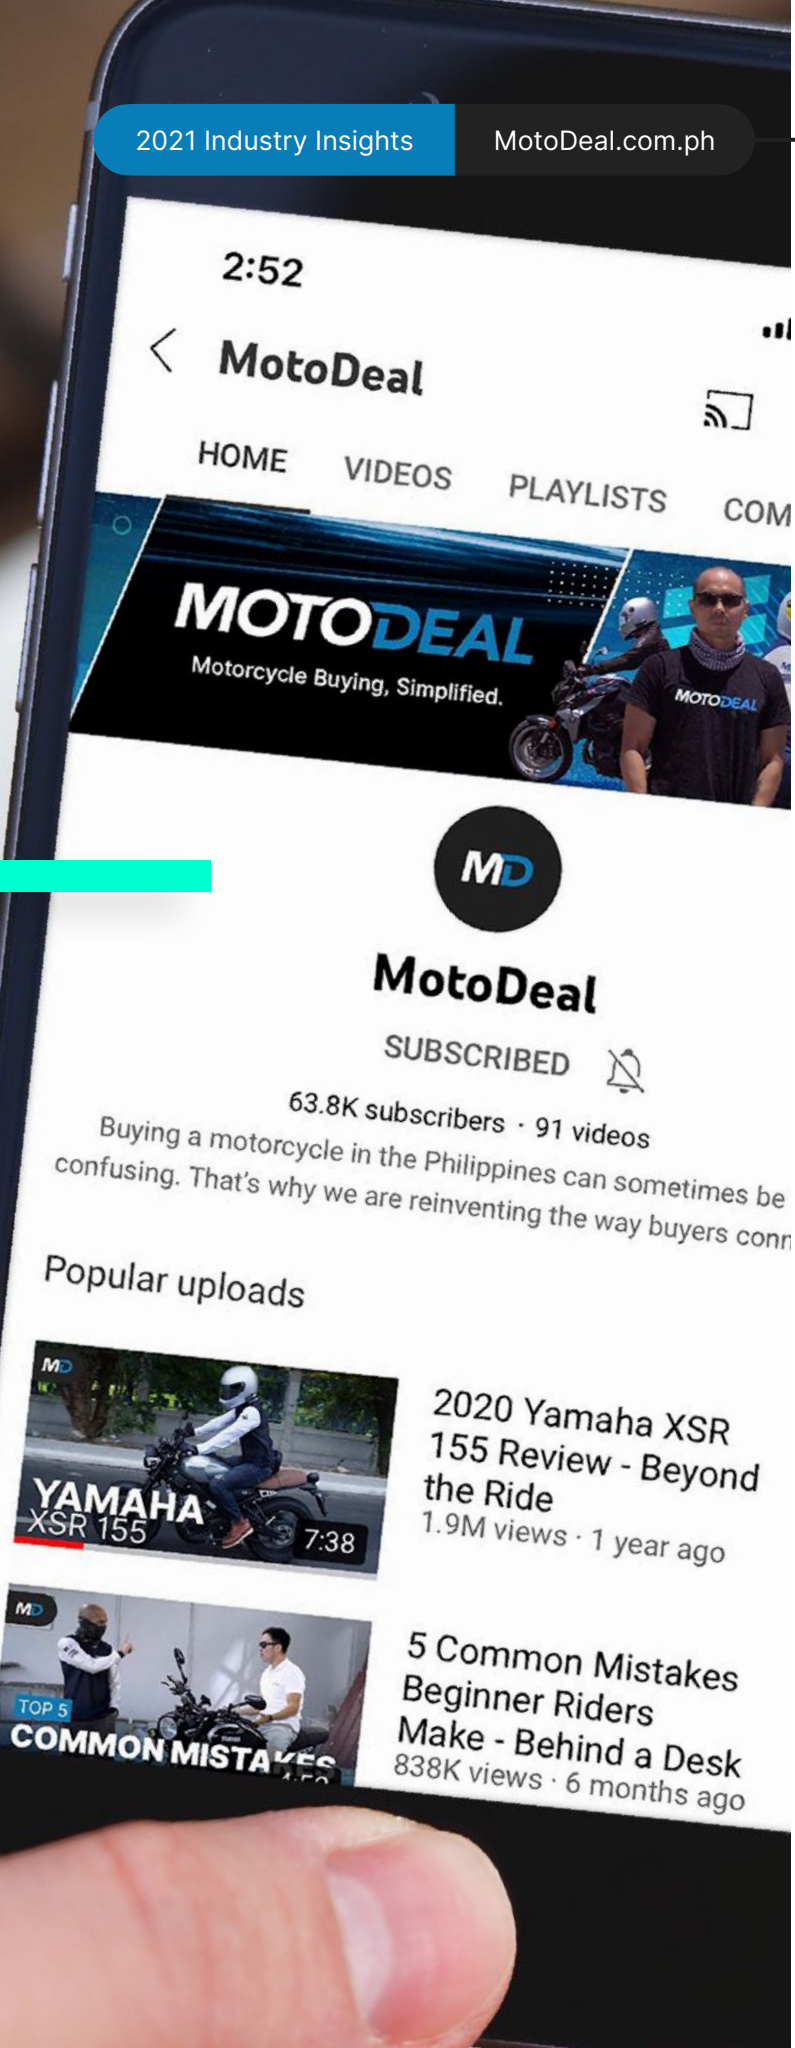 2021 Industry Insights MotoDeal.com.ph
2:52
MotoDeal
HOME VIDEOS PLAYLISTS COM
MOTODEAL
Motorcycle Buying, Simplified.
MOTODEAL
MD
MotoDeal
SUBSCRIBED
63.8K subscribers · 91 videos
Buying a motorcycle in the Philippines can sometimes be
confusing. That's why we are reinventing the way buyers conn
Popular uploads
MD
YAMAHA
XSR 155
7:38
2020 Yamaha XSR
155 Review - Beyond
the Ride
1.9M views · 1 year ago
MD
TOP 5
COMMON MISTAKES
5 Common Mistakes
Beginner Riders
Make - Behind a Desk
838K views · 6 months ago